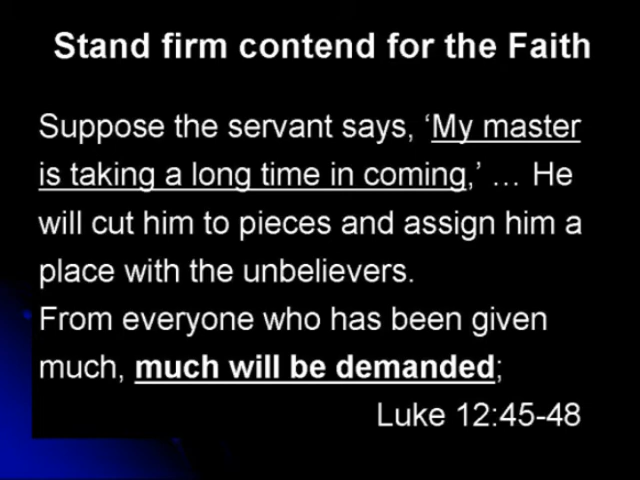 Stand firm contend for the Faith
Suppose the servant says, ‘My master
is taking a long time in coming,’ … He
will cut him to pieces and assign him a
place with the unbelievers.
From everyone who has been given
much, much will be demanded;
Luke 12:45-48